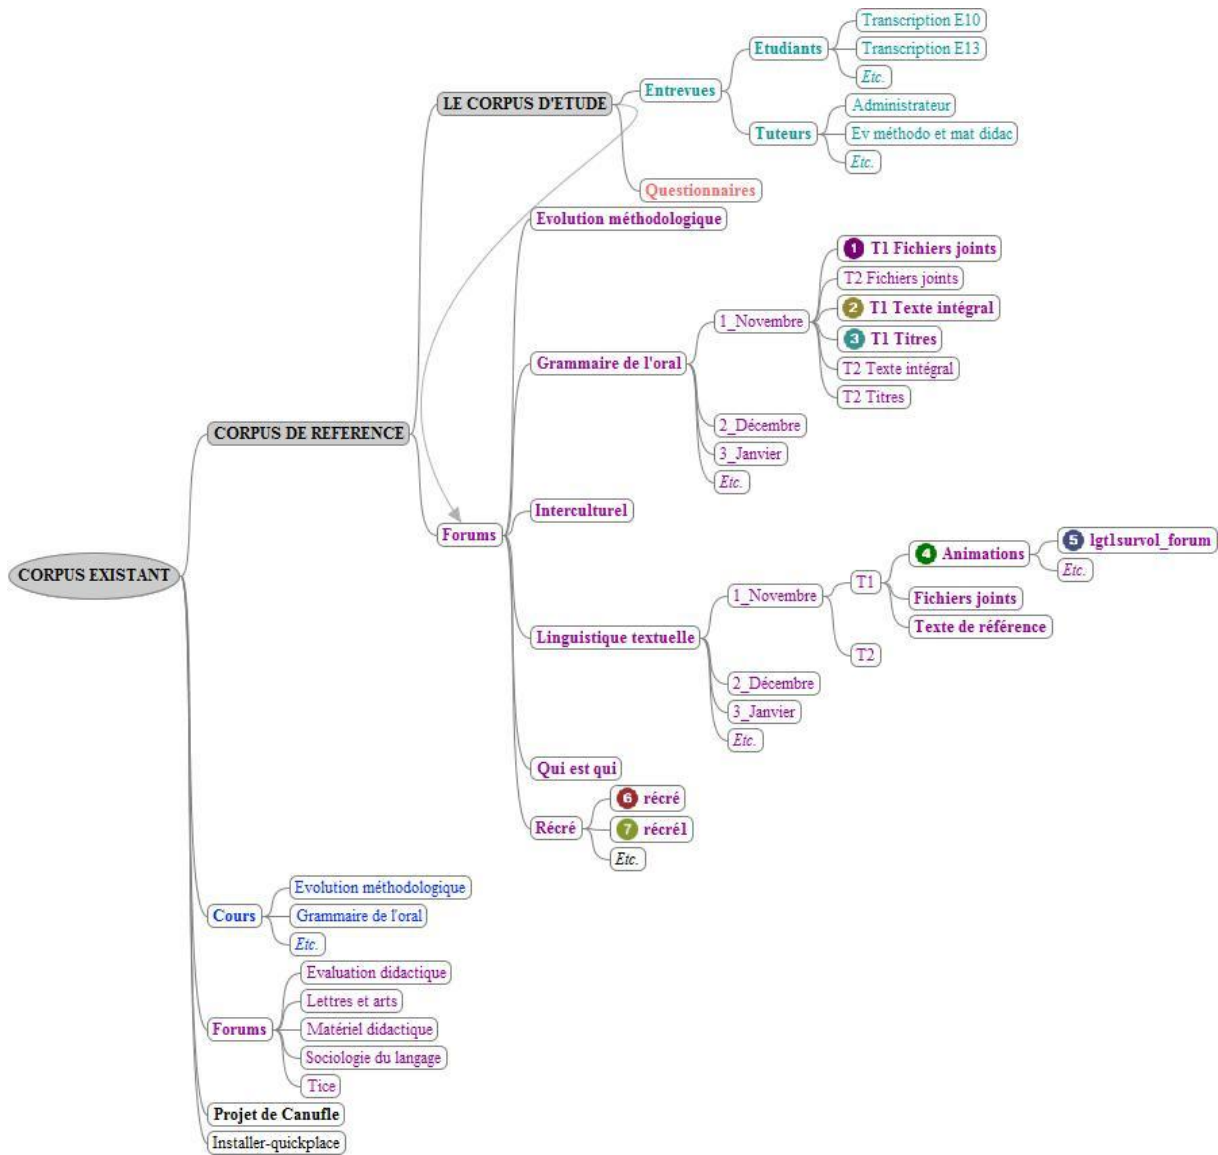 CORPUS EXISTANT
CORPUS DE REFERENCE
LE CORPUS D'ETUDE
Entrevues
Etudiants
Transcription E10
Transcription E13
Etc.
Tuteurs
Administrateur
Ev méthodo et mat didac
Etc.
Questionnaires
Forums
Evolution méthodologique
Grammaire de l'oral
1_Novembre
1 T1 Fichiers joints
T2 Fichiers joints
2 T1 Texte intégral
3 T1 Titres
T2 Texte intégral
T2 Titres
2_Décembre
3_Janvier
Etc.
Interculturel
Linguistique textuelle
1_Novembre
T1
4 Animations
5 lgt1survol_forum
Etc.
Fichiers joints
Texte de référence
T2
2_Décembre
3_Janvier
Etc.
Qui est qui
Récré
6 récré
7 récré1
Etc.
Cours
Evolution méthodologique
Grammaire de l'oral
Etc.
Forums
Evaluation didactique
Lettres et arts
Matériel didactique
Sociologie du langage
Tice
Projet de Canufle
Installer-quickplace